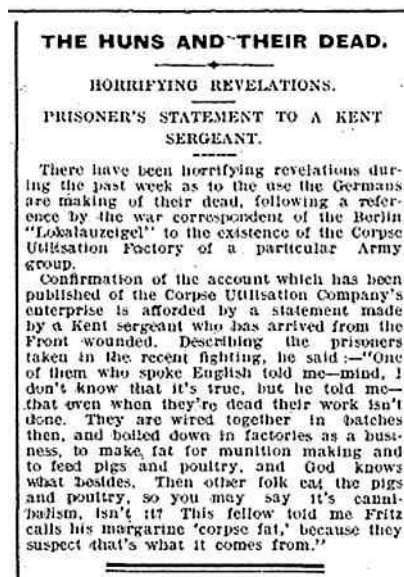 THE HUNS AND THEIR DEAD.
HORRIFYING REVELATIONS.
PRISONER'S STATEMENT TO A KENT
SERGEANT.
There have been horrifying revelations dur-
ing the past week as to the use the Germans
are making of their dead, following a refer-
ence by the war correspondent of the Berlin
"Lokalauzeigel" to the existence of the Corpse
Utilisation Factory of a particular Army
group.
Confirmation of the account which has been
published of the Corpse Utilisation Company's
enterprise is afforded by a statement made
by a Kent sergeant who has arrived from the
Front wounded. Describing the prisoners
taken in the recent fighting, he said :—"One
of them who spoke English told me—mind, I
don't know that it's true, but he told me—
that even when they're dead their work isn't
done. They are wired together in batches
then, and boiled down in factories as a busi-
ness, to make fat for munition making and
to feed pigs and poultry, and God knows
what besides. Then other folk eat the pigs
and poultry, so you may say it's canni-
balism, isn't it? This fellow told me Fritz
calls his margarine 'corpse fat,' because they
suspect that's what it comes from."